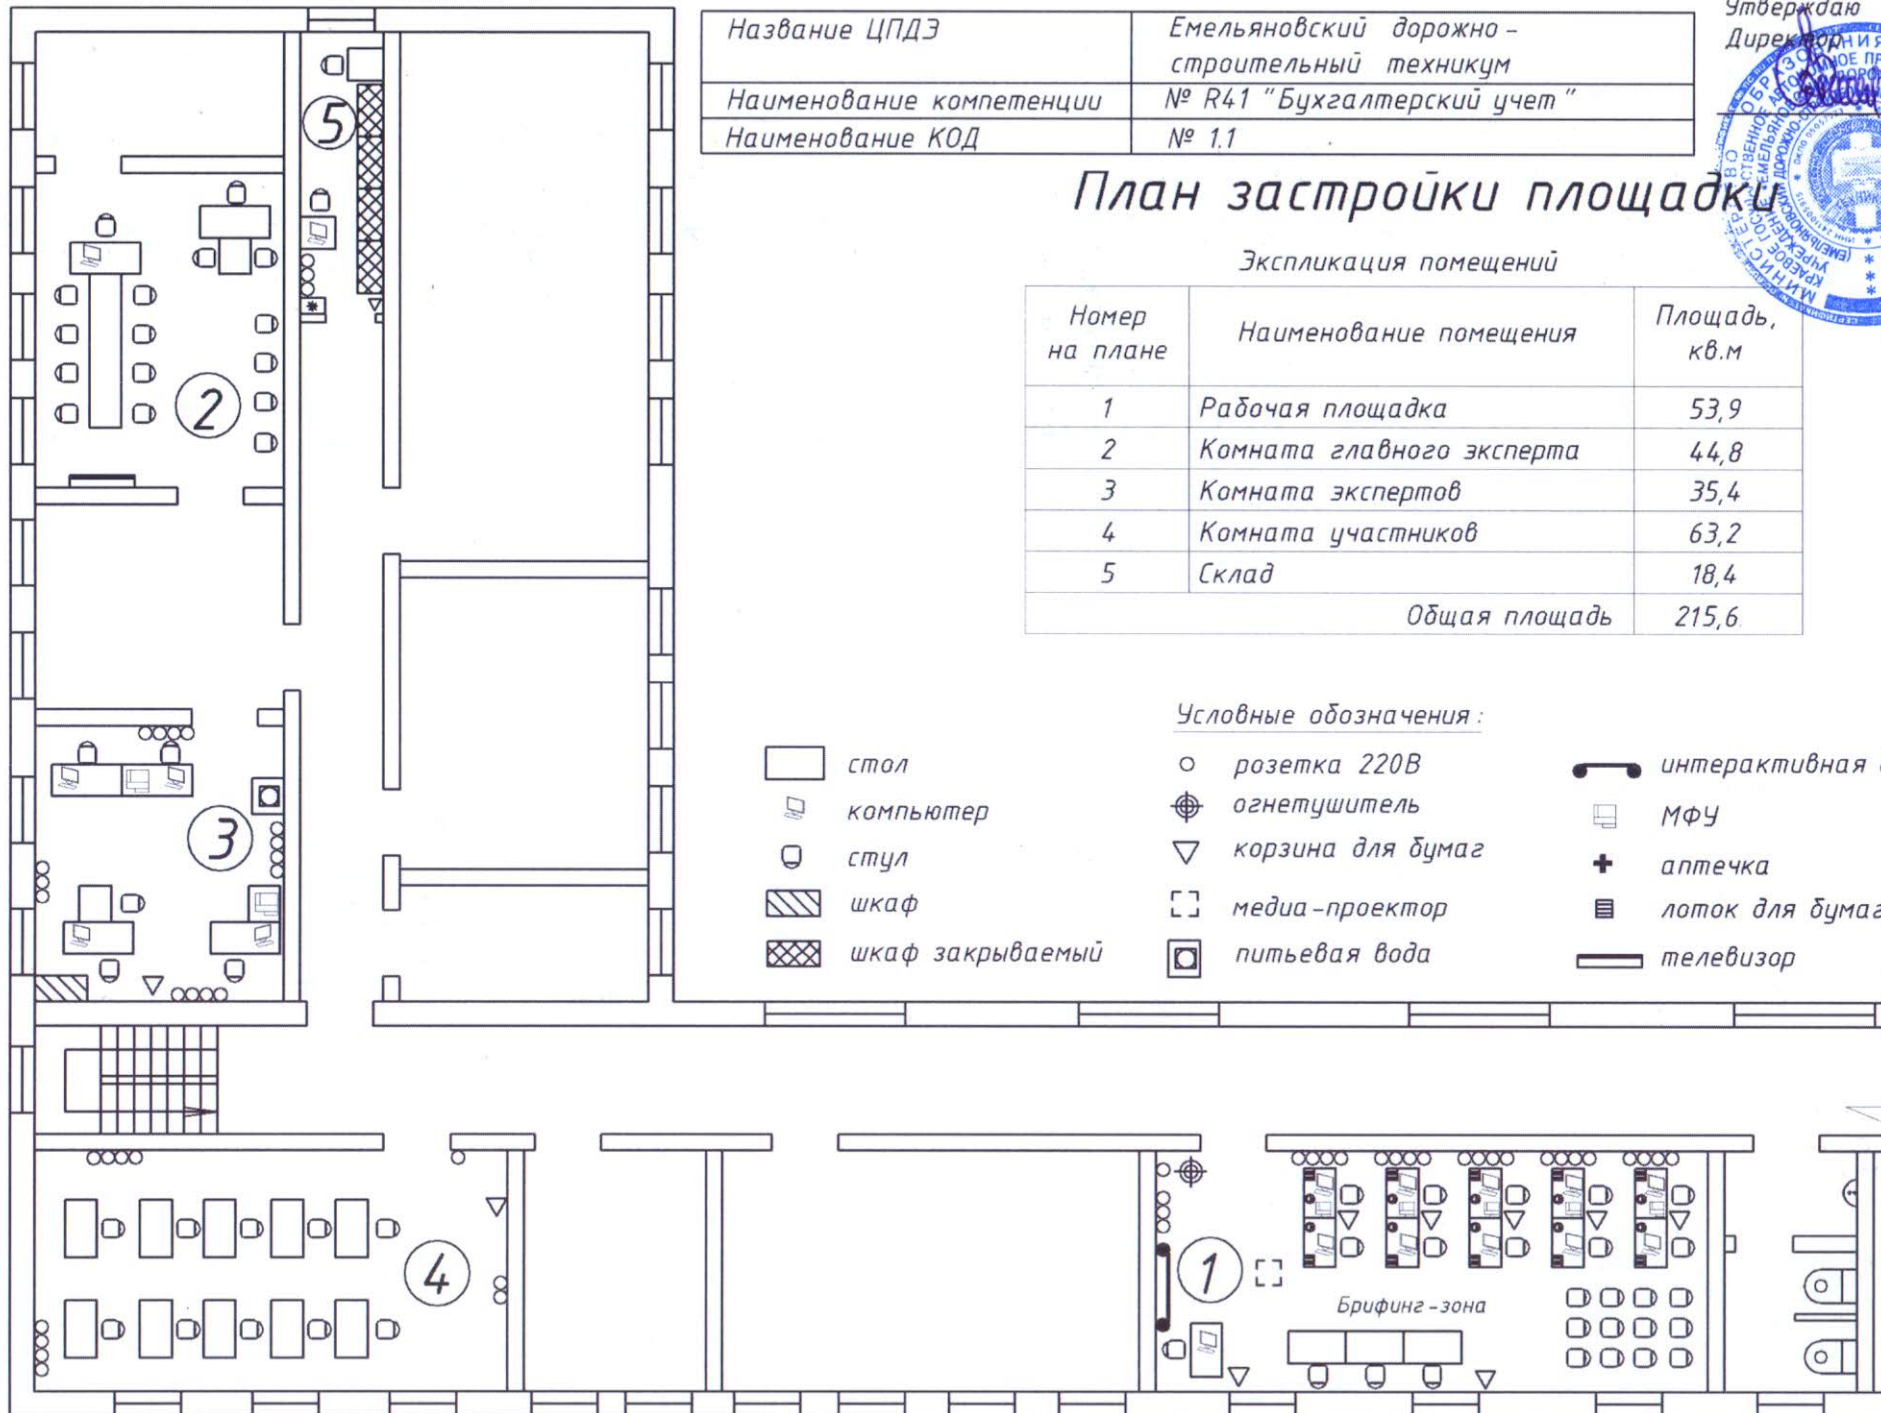 Утверждаю
Директор
Название ЦПДЭ
Емельяновский дорожно-
строительный техникум
Наименование компетенции
№ R41 "Бухгалтерский учет"
Наименование КОД
№ 1.1
План застройки площадки
Экспликация помещений
Номер
на плане
Наименование помещения
Площадь,
кв.м
1 Рабочая площадка 53,9
2 Комната главного эксперта 44,8
3 Комната экспертов 35,4
4 Комната участников 63,2
5 Склад 18,4
Общая площадь 215,6
Условные обозначения:
стол
компьютер
стул
шкаф
шкаф закрываемый
розетка 220В
огнетушитель
корзина для бумаг
медиа-проектор
питьевая вода
интерактивная
МФУ
аптечка
лоток для бумаг
телевизор
5
2
3
4
1
Брифинг-зона